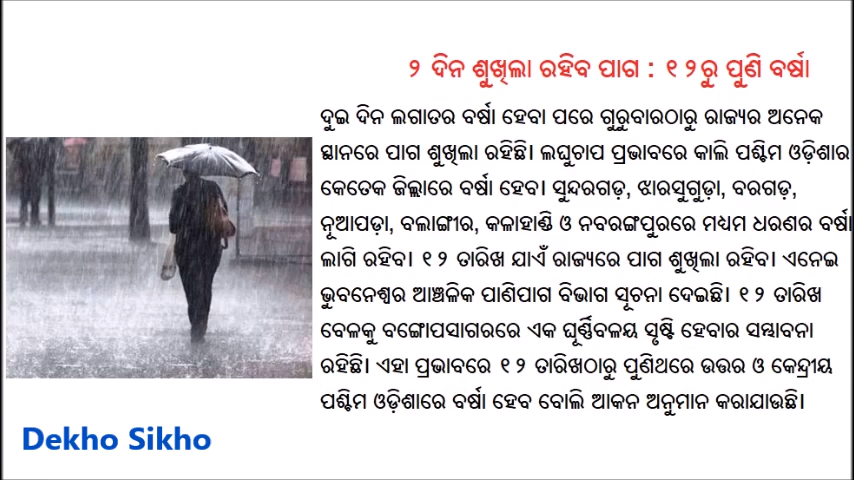 ୨ ଦିନ ଶୁଖିଲା ରହିବ ପାଗ : ୧୨ରୁ ପୁଣି ବର୍ଷା
ଦୁଇ ଦିନ ଲଗାତର ବର୍ଷା ହେବା ପରେ ଗୁରୁବାରଠାରୁ ରାଜ୍ୟର ଅନେକ
ସ୍ଥାନରେ ପାଗ ଶୁଖିଲା ରହିଛି। ଲଘୁଚାପ ପ୍ରଭାବରେ କାଲି ପଶ୍ଚିମ ଓଡ଼ିଶାର
କେତେକ ଜିଲ୍ଲାରେ ବର୍ଷା ହେବ। ସୁନ୍ଦରଗଡ଼, ଝାରସୁଗୁଡ଼ା, ବରଗଡ଼,
ନୂଆପଡ଼ା, ବଲାଙ୍ଗୀର, କଳାହାଣ୍ଡି ଓ ନବରଙ୍ଗପୁରରେ ମଧ୍ୟମ ଧରଣର ବର୍ଷା
ଲାଗି ରହିବ। ୧୨ ତାରିଖ ଯାଏଁ ରାଜ୍ୟରେ ପାଗ ଶୁଖିଲା ରହିବ। ଏନେଇ
ଭୁବନେଶ୍ୱର ଆଞ୍ଚଳିକ ପାଣିପାଗ ବିଭାଗ ସୂଚନା ଦେଇଛି। ୧୨ ତାରିଖ
ବେଳକୁ ବଙ୍ଗୋପସାଗରରେ ଏକ ଘୂର୍ଣ୍ଣିବଳୟ ସୃଷ୍ଟି ହେବାର ସମ୍ଭାବନା
ରହିଛି। ଏହା ପ୍ରଭାବରେ ୧୨ ତାରିଖଠାରୁ ପୁଣିଥରେ ଉତ୍ତର ଓ କେନ୍ଦ୍ରୀୟ
ପଶ୍ଚିମ ଓଡ଼ିଶାରେ ବର୍ଷା ହେବ ବୋଲି ଆକନ ଅନୁମାନ କରାଯାଉଛି।
Dekho Sikho